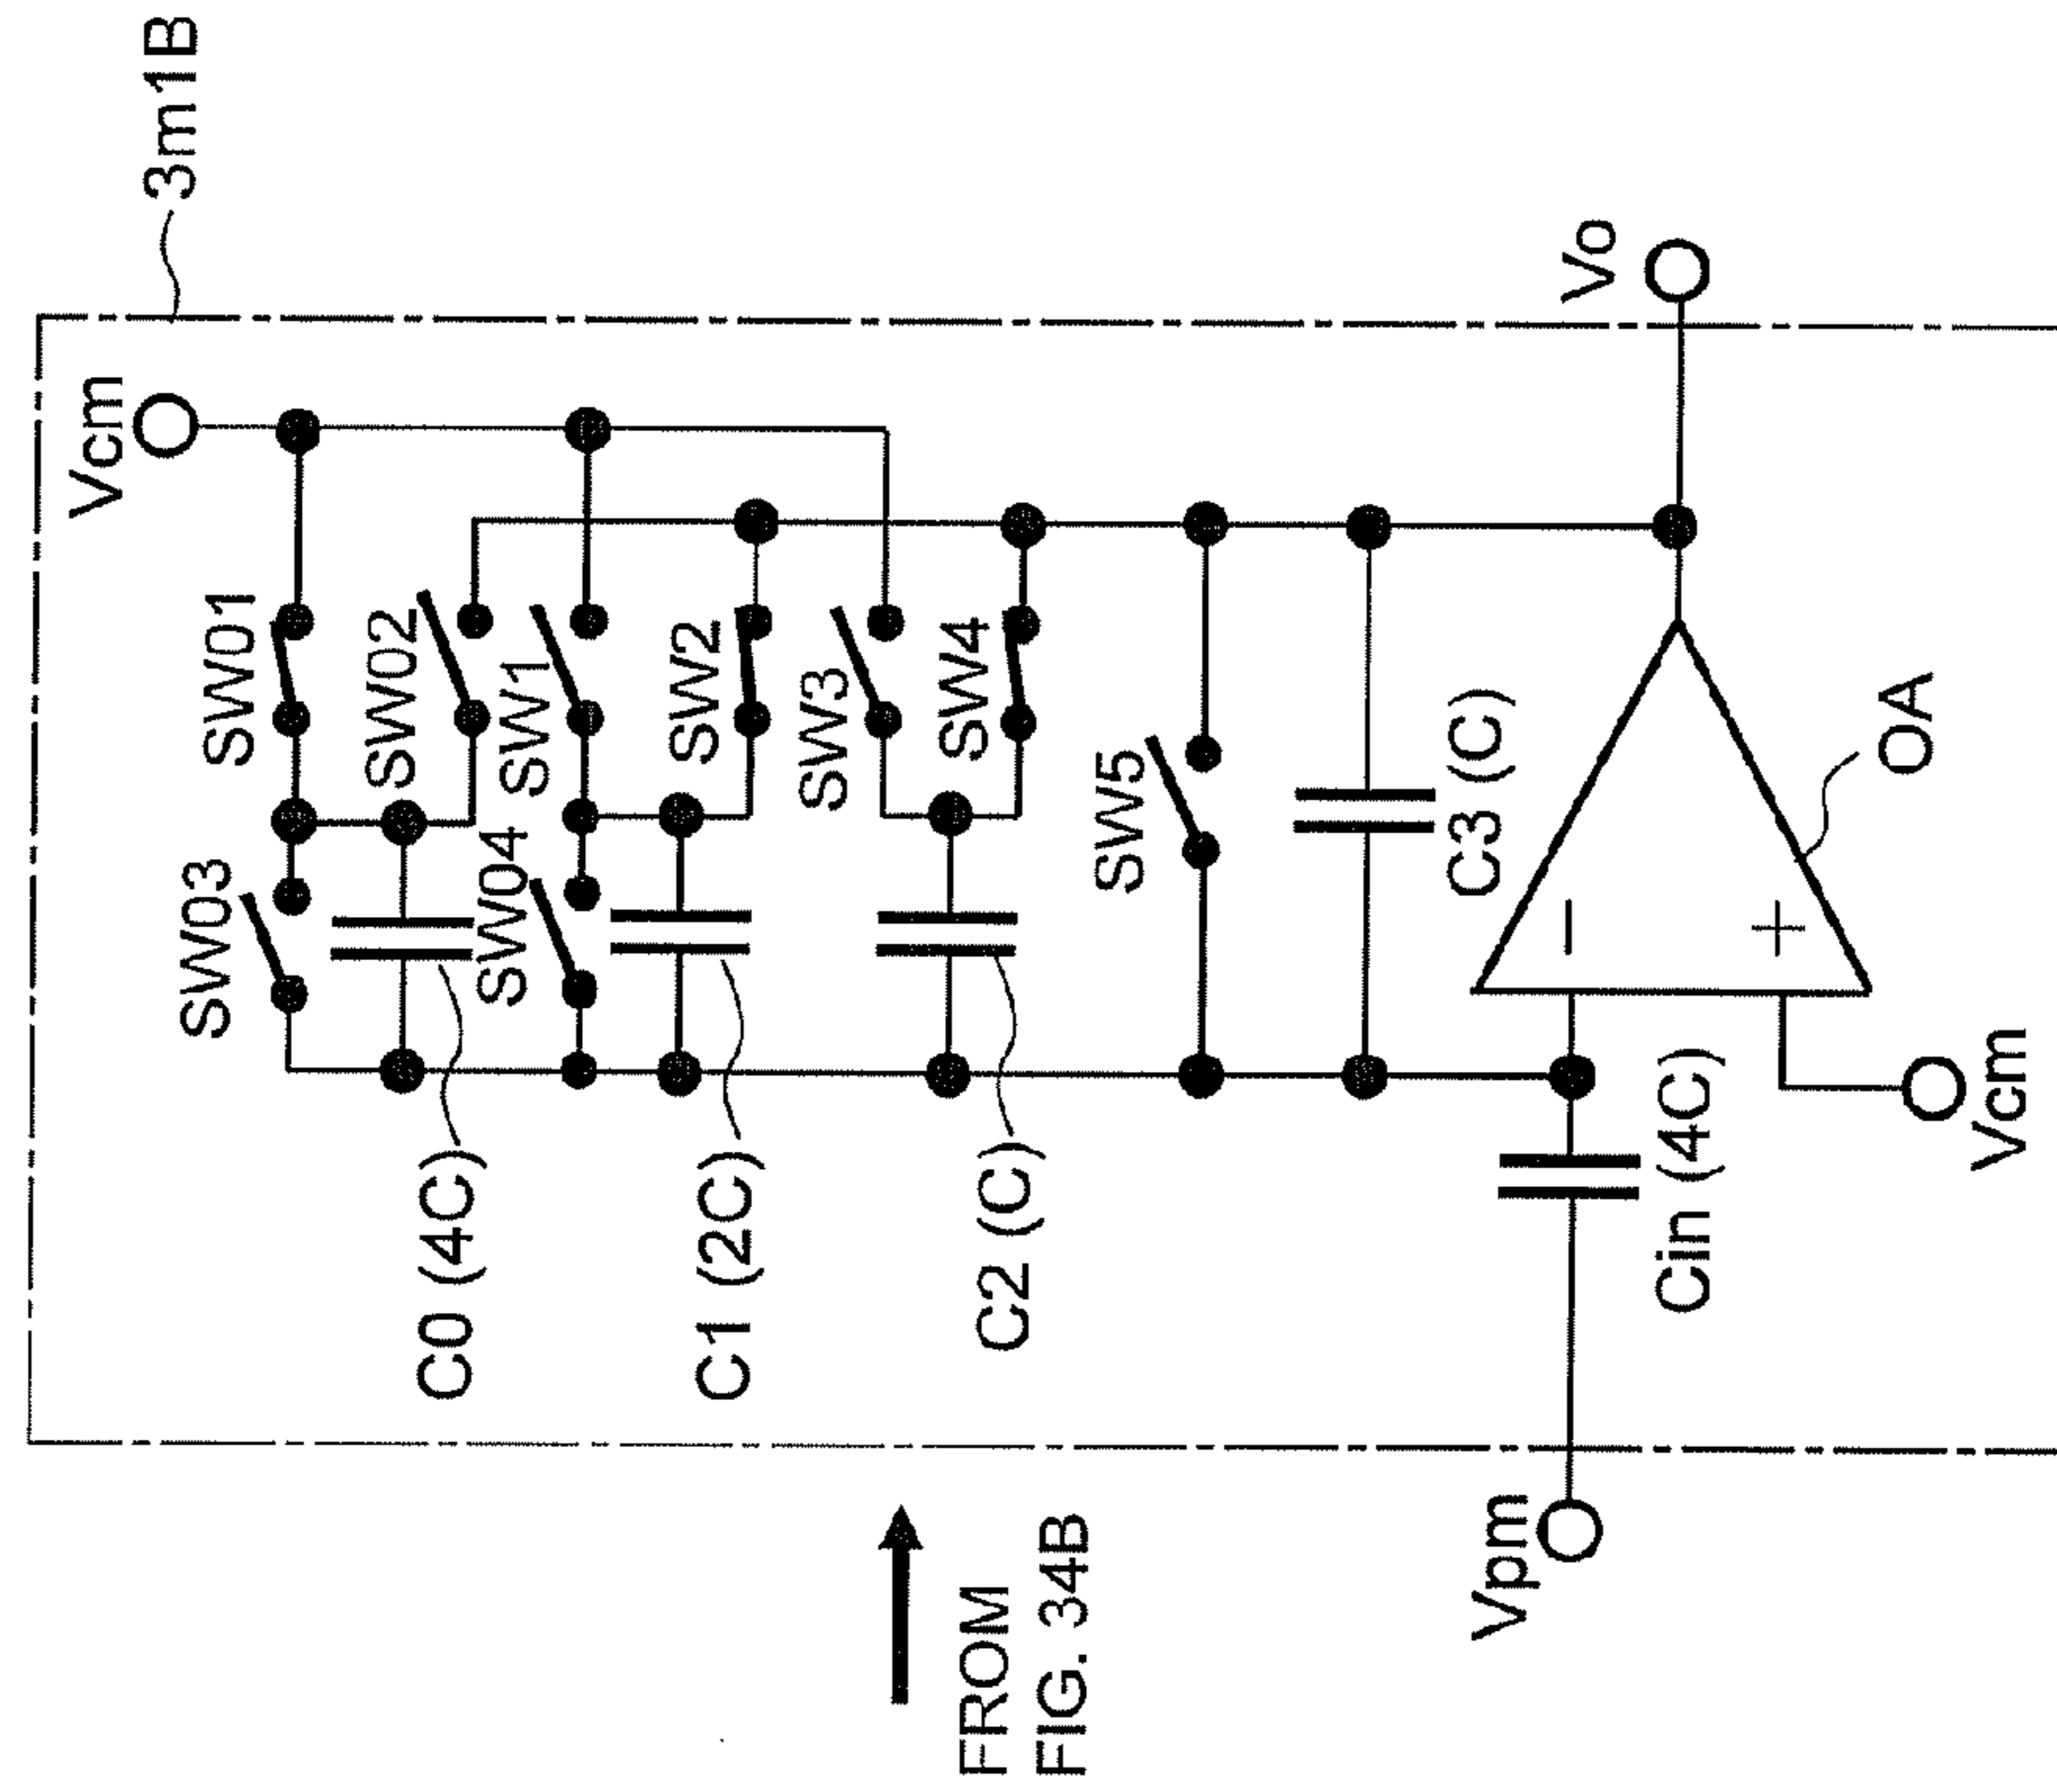 3m1B
Vcm
Vo
SW01
SW02
SW1
SW2
SW3
SW4
SW03
SW04
SW5
C3 (C)
OA
−
+
C0 (4C)
C1 (2C)
C2 (C)
Cin (4C)
Vcm
Vpm
FROM
FIG. 34B